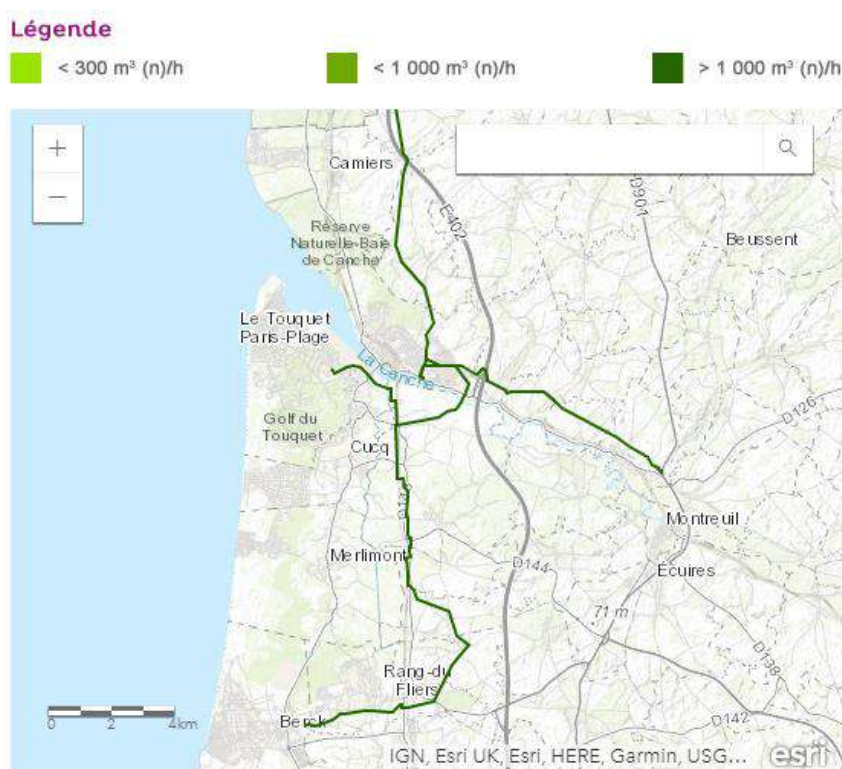 Légende
< 300 m³ (n)/h
< 1 000 m³ (n)/h
> 1 000 m³ (n)/h
+
−
Camiers
E402
D901
Beussent
Réserve
Naturelle-Baie
de Canche
Le Touquet
Paris-Plage
La Canche
Golf du
Touquet
Cucq
D126
Montreuil
Merlimont
D144
Écuires
71 m
Rang-du
Fliers
D138
D142
Berck
0 2 4km
IGN, Esri UK, Esri, HERE, Garmin, USG...
esri